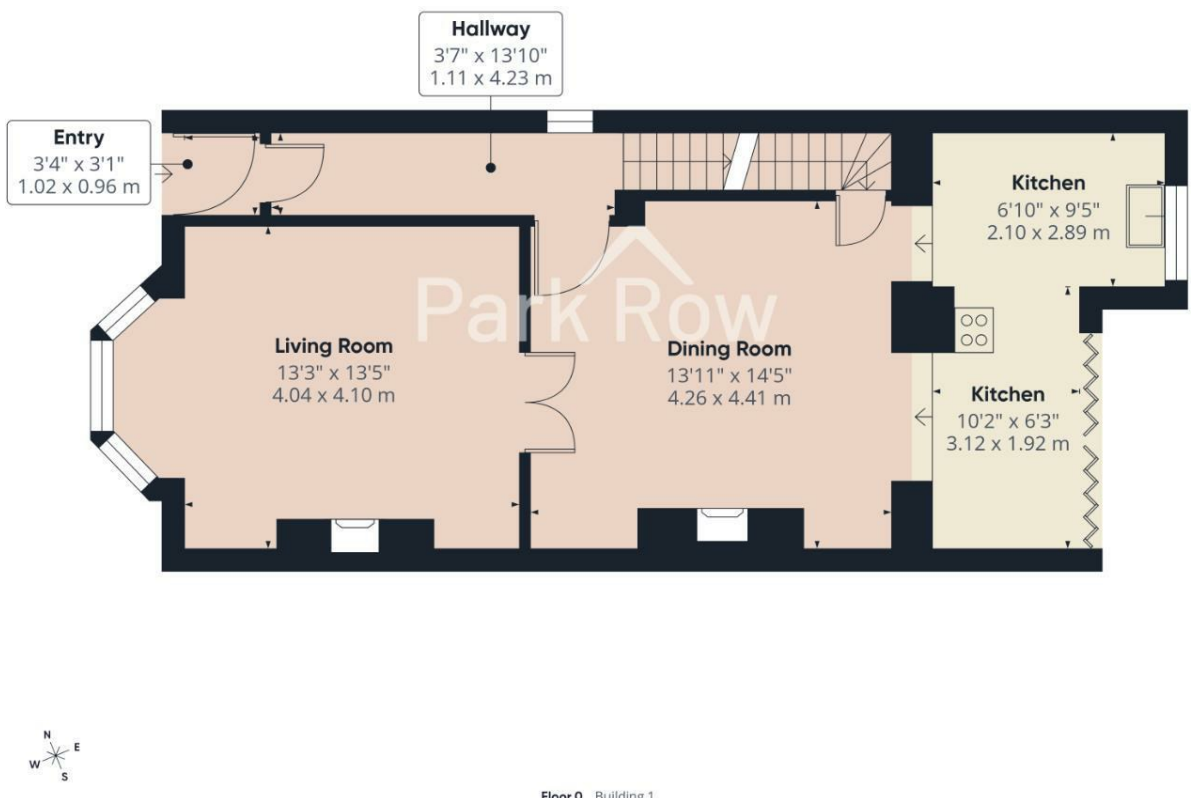 Hallway
3'7" x 13'10"
1.11 x 4.23 m
Entry
3'4" x 3'1"
1.02 x 0.96 m
Kitchen
6'10" x 9'5"
2.10 x 2.89 m
Park Row
Living Room
13'3" x 13'5"
4.04 x 4.10 m
Dining Room
13'11" x 14'5"
4.26 x 4.41 m
Kitchen
10'2" x 6'3"
3.12 x 1.92 m
N
E
W
S
Floor 0 Building 1